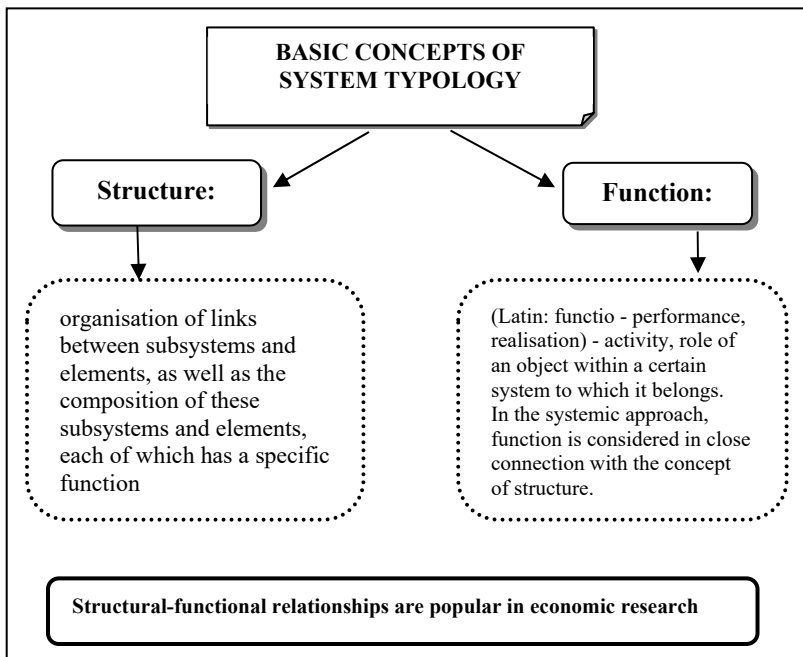 BASIC CONCEPTS OF
SYSTEM TYPOLOGY
Structure:
Function:
organisation of links
between subsystems and
elements, as well as the
composition of these
subsystems and elements,
each of which has a specific
function
(Latin: functio - performance,
realisation) - activity, role of
an object within a certain
system to which it belongs.
In the systemic approach,
function is considered in close
connection with the concept
of structure.
Structural-functional relationships are popular in economic research